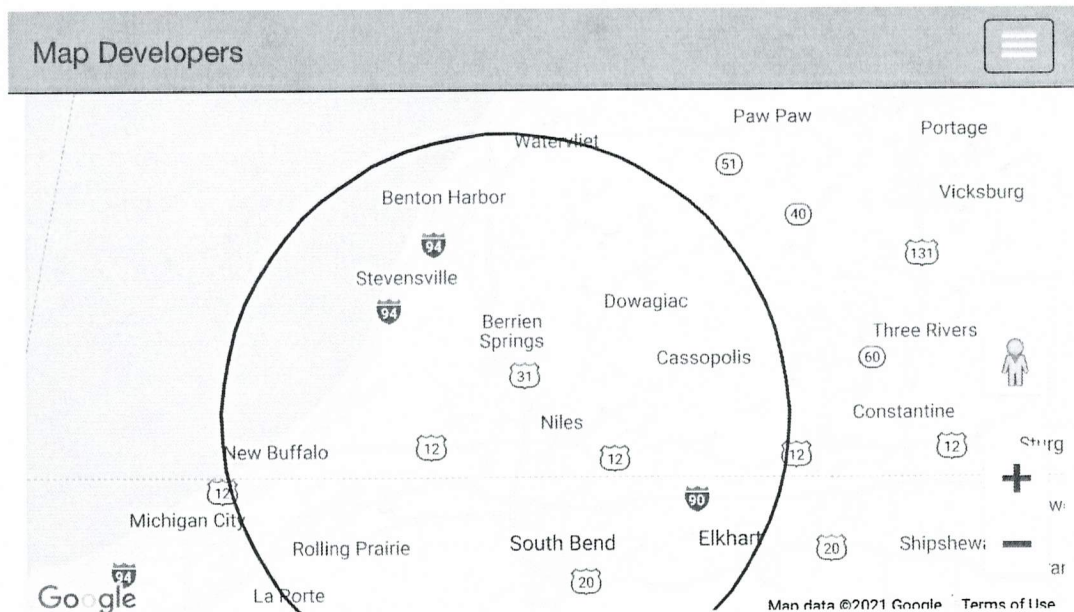 Map Developers
Paw Paw
Portage
Watervliet
51
Benton Harbor
Vicksburg
40
94
131
Stevensville
Dowagiac
94
Berrien
Springs
Three Rivers
Cassopolis
60
31
Constantine
Niles
12
12
12
12
Sturg
New Buffalo
12
90
Michigan City
South Bend
Elkhart
Rolling Prairie
20
Shipshew
94
20
La Porte
Google
Map data ©2021 Google
Terms of Use